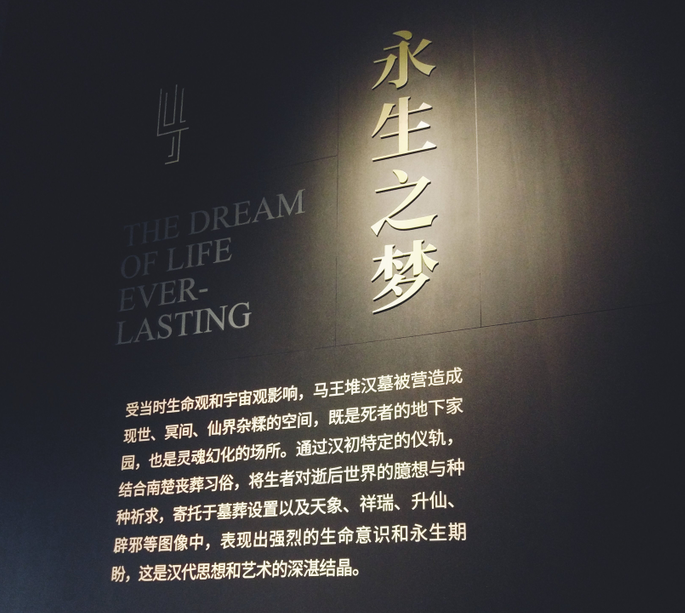 永生之梦
THE DREAM
OF LIFE
EVER-
LASTING
受当时生命观和宇宙观影响，马王堆汉墓被营造成
现世、冥间、仙界杂糅的空间，既是死者的地下家
园，也是灵魂幻化的场所。通过汉初特定的仪轨，
结合南楚丧葬习俗，将生者对逝后世界的臆想与种
种祈求，寄托于墓葬设置以及天象、祥瑞、升仙、
辟邪等图像中，表现出强烈的生命意识和永生期
盼，这是汉代思想和艺术的深湛结晶。